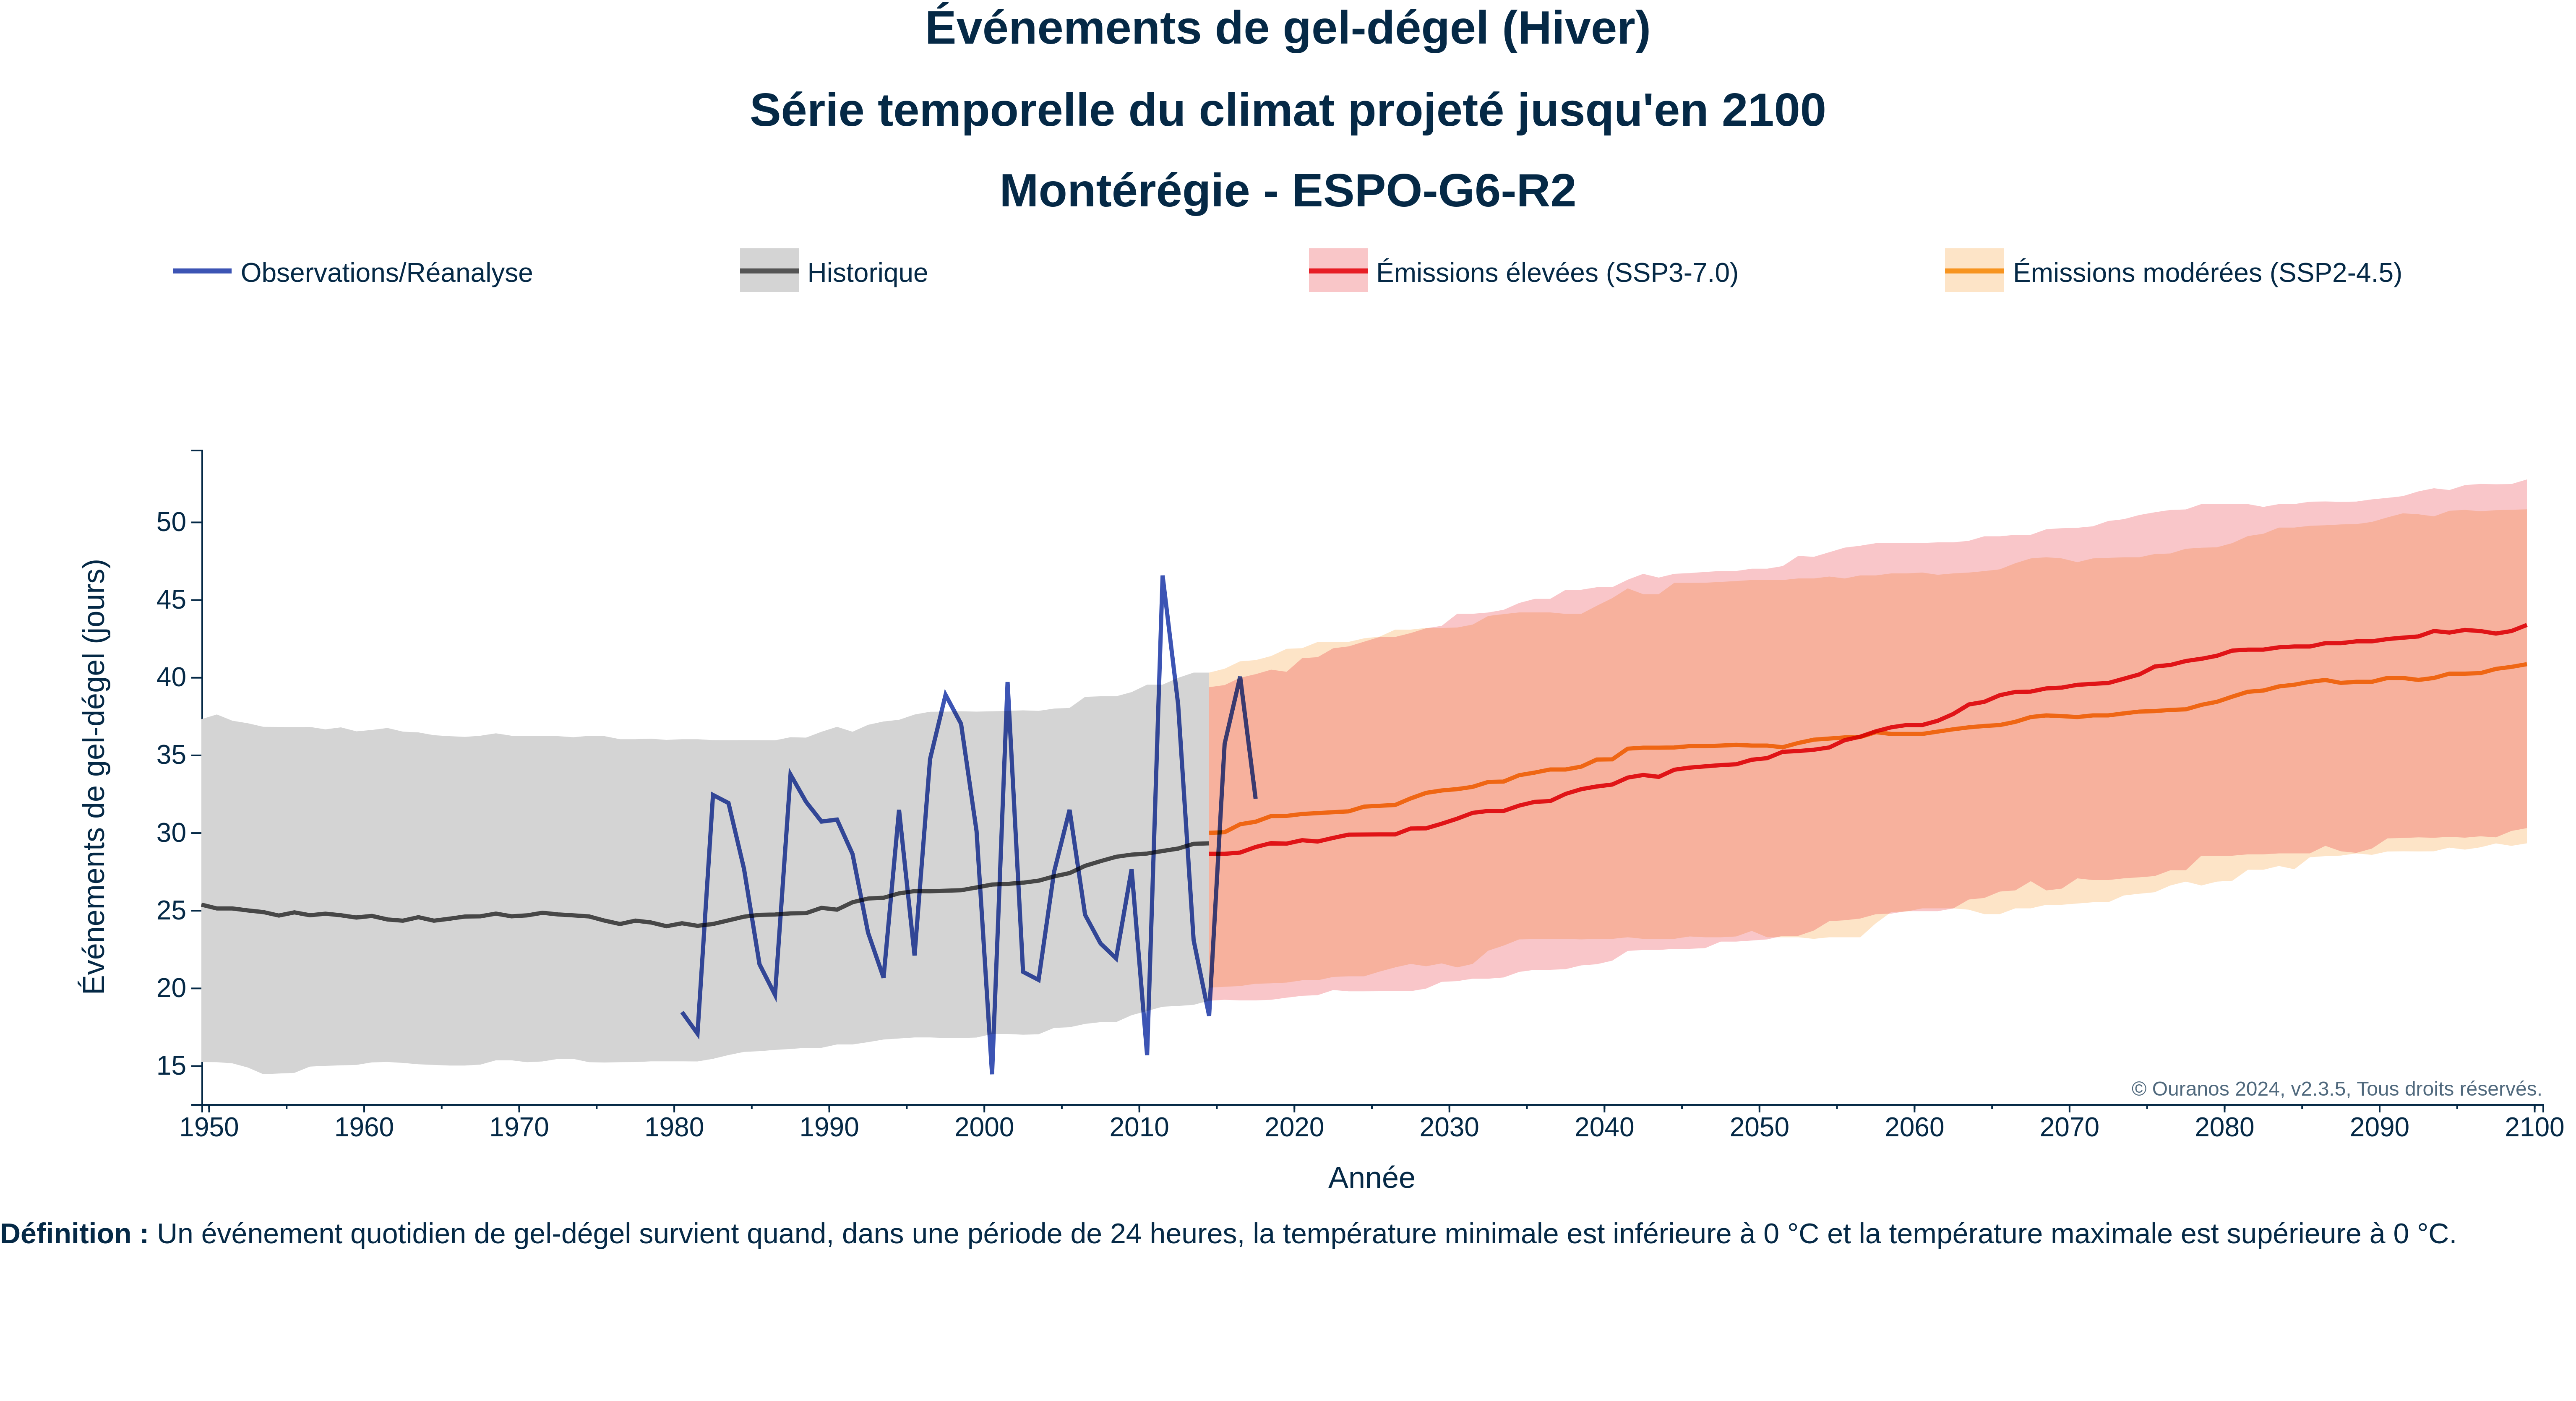 Événements de gel-dégel (Hiver)
Série temporelle du climat projeté jusqu'en 2100
Montérégie - ESPO-G6-R2
Observations/Réanalyse
Historique
Émissions élevées (SSP3-7.0)
Émissions modérées (SSP2-4.5)
Événements de gel-dégel (jours)
50
45
40
35
30
25
20
15
© Ouranos 2024, v2.3.5, Tous droits réservés.
1950 1960 1970 1980 1990 2000 2010 2020 2030 2040 2050 2060 2070 2080 2090 2100
Année
Définition : Un événement quotidien de gel-dégel survient quand, dans une période de 24 heures, la température minimale est inférieure à 0 °C et la température maximale est supérieure à 0 °C.